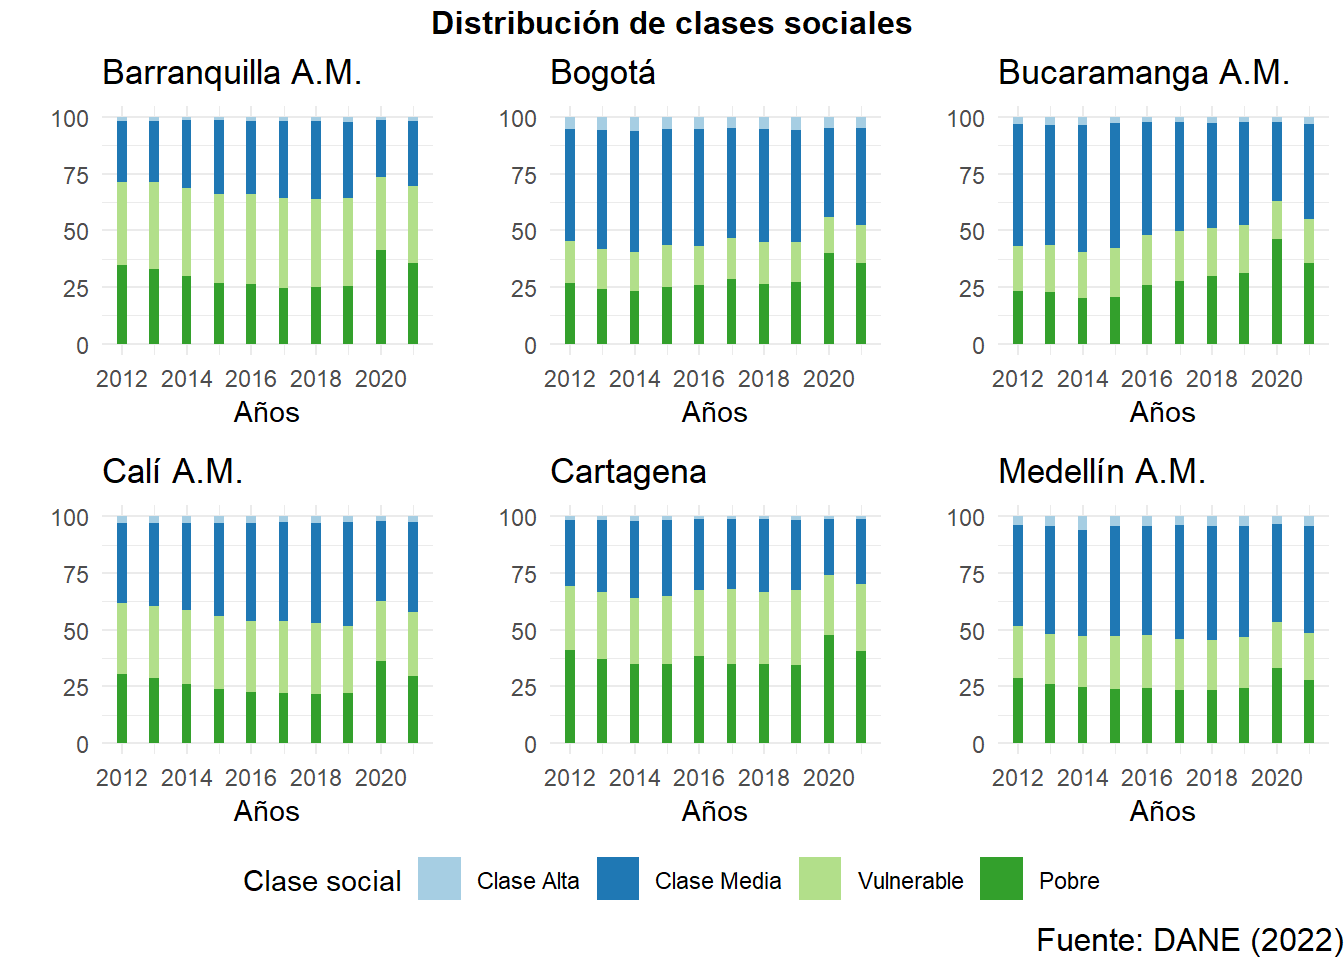 Distribución de clases sociales
Barranquilla A.M.
Bogotá
Bucaramanga A.M.
100
75
50
25
0
2012 2014 2016 2018 2020
Años
100
75
50
25
0
2012 2014 2016 2018 2020
Años
100
75
50
25
0
2012 2014 2016 2018 2020
Años
Calí A.M.
Cartagena
Medellín A.M.
100
75
50
25
0
2012 2014 2016 2018 2020
Años
100
75
50
25
0
2012 2014 2016 2018 2020
Años
100
75
50
25
0
2012 2014 2016 2018 2020
Años
Clase social Clase Alta Clase Media Vulnerable Pobre
Fuente: DANE (2022)